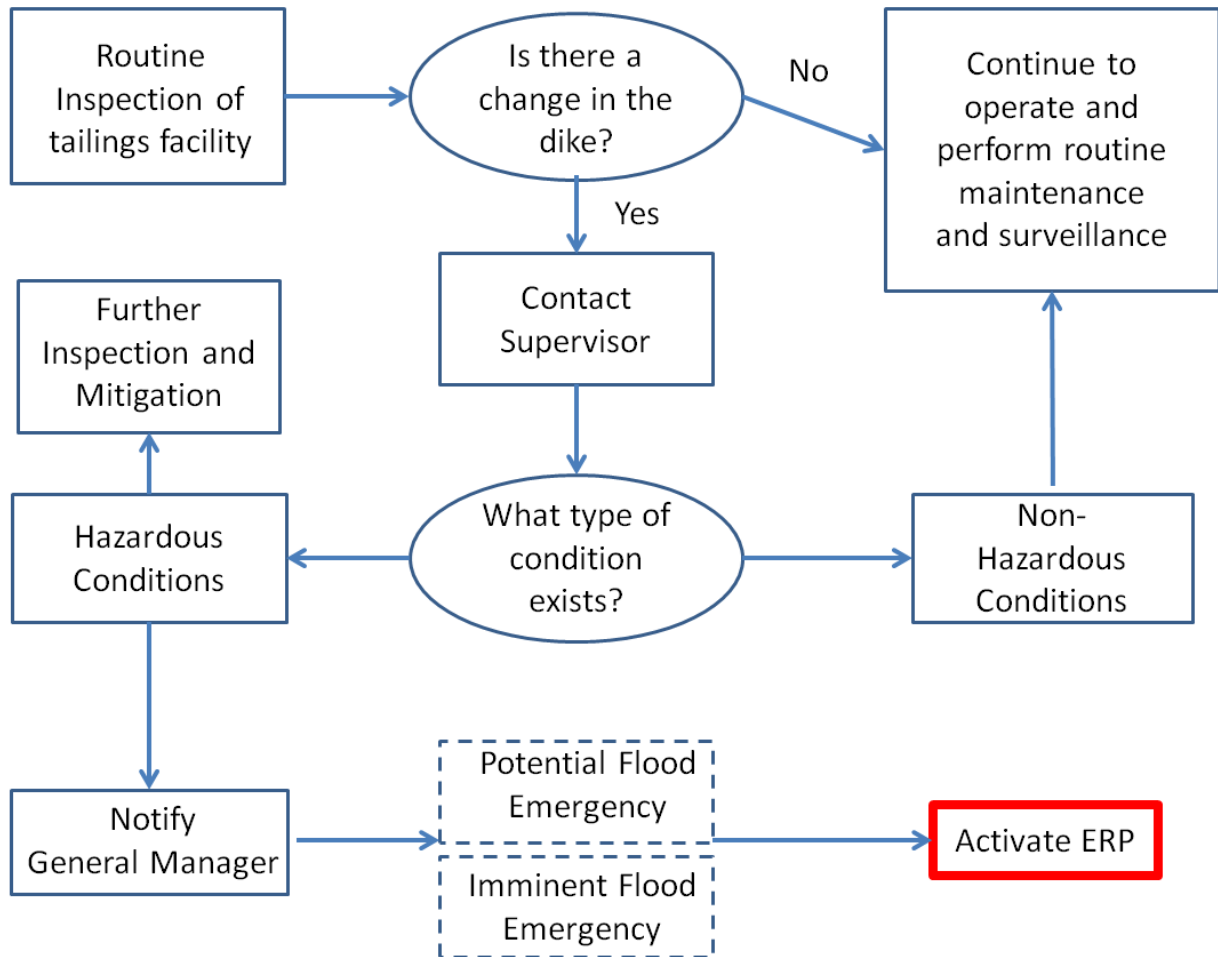 Routine
Inspection of
tailings facility
Is there a
change in the
dike?
No
Continue to
operate and
perform routine
maintenance
and surveillance
Yes
Contact
Supervisor
Further
Inspection and
Mitigation
Hazardous
Conditions
What type of
condition
exists?
Non-
Hazardous
Conditions
Notify
General Manager
Potential Flood
Emergency
Imminent Flood
Emergency
Activate ERP